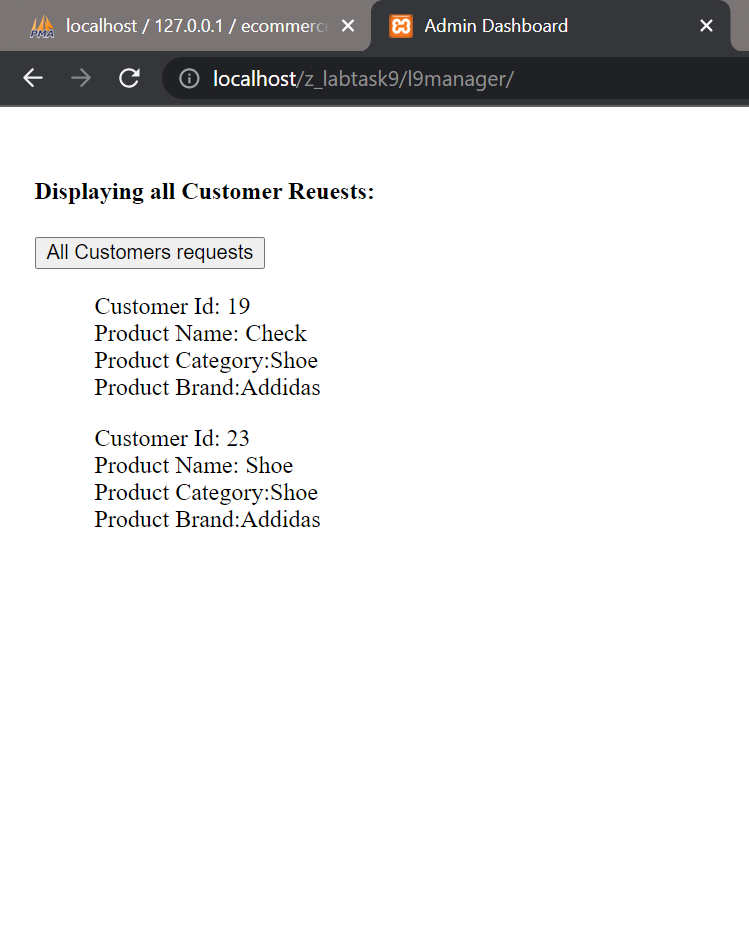 PMA
localhost / 127.0.0.1 / ecommerc
Admin Dashboard
localhost/z_labtask9/l9manager/
Displaying all Customer Reuests:
All Customers requests
Customer Id: 19
Product Name: Check
Product Category:Shoe
Product Brand:Addidas
Customer Id: 23
Product Name: Shoe
Product Category:Shoe
Product Brand:Addidas